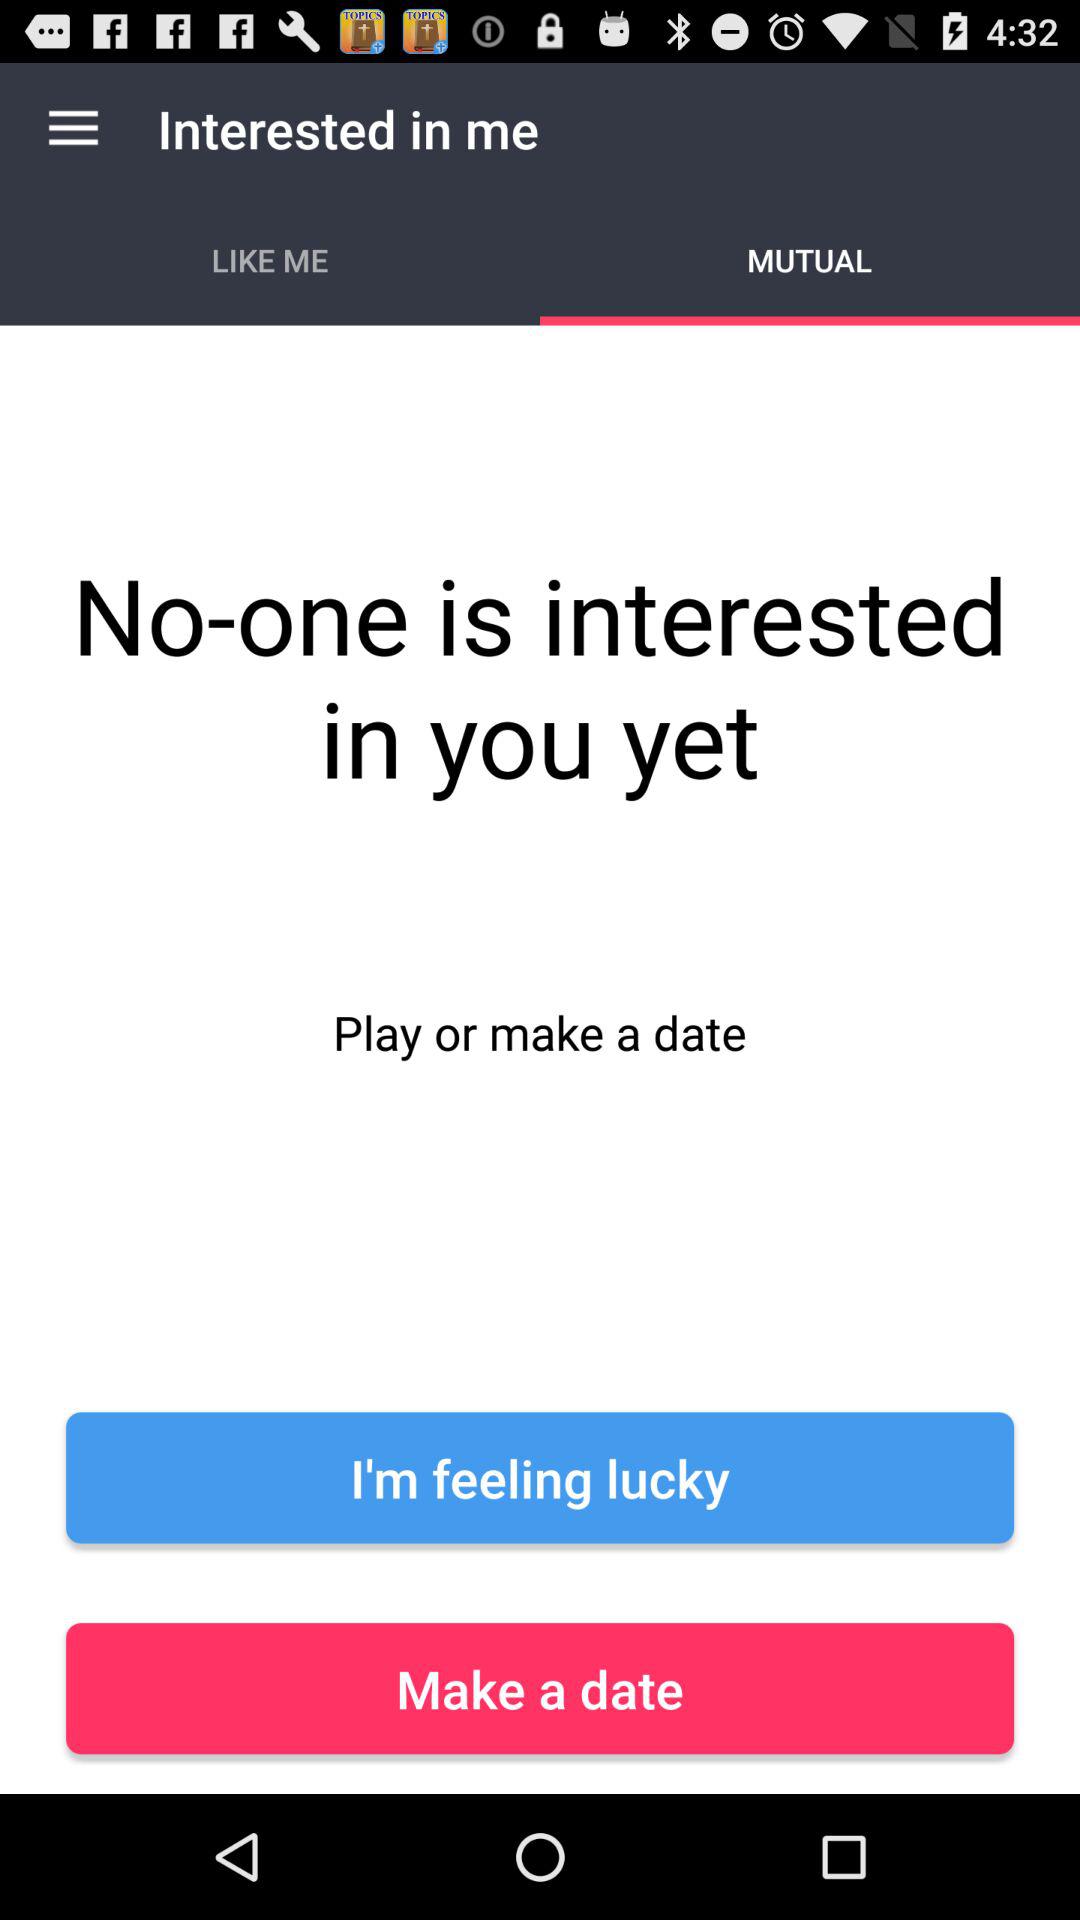 TOPICS TOPICS 4:32
Interested in me
LIKE ME MUTUAL
No-one is interested
in you yet
Play or make a date
I'm feeling lucky
Make a date